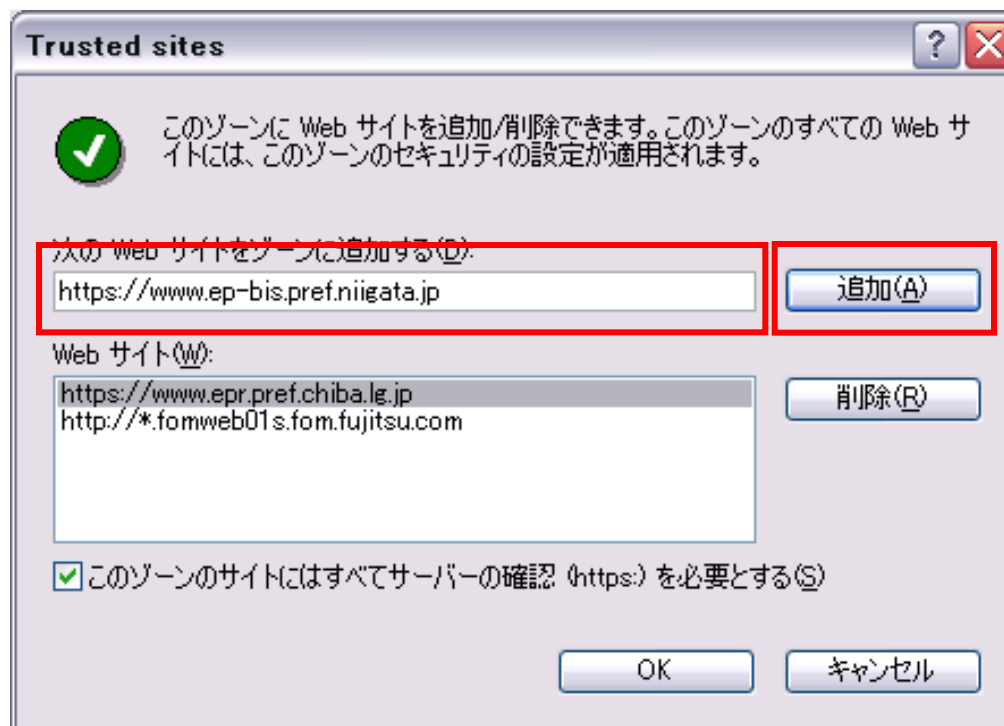 Trusted sites
このゾーンに Web サイトを追加/削除できます。このゾーンのすべての Web サ
イトには、このゾーンのセキュリティの設定が適用されます。
次の Web サイトをゾーンに追加する(D):
https://www.ep-bis.pref.niigata.jp
追加(A)
Web サイト(W):
https://www.epr.pref.chiba.lg.jp
http://*.fomweb01s.fom.fujitsu.com
削除(R)
このゾーンのサイトにはすべてサーバーの確認 (https:) を必要とする(S)
OK
キャンセル